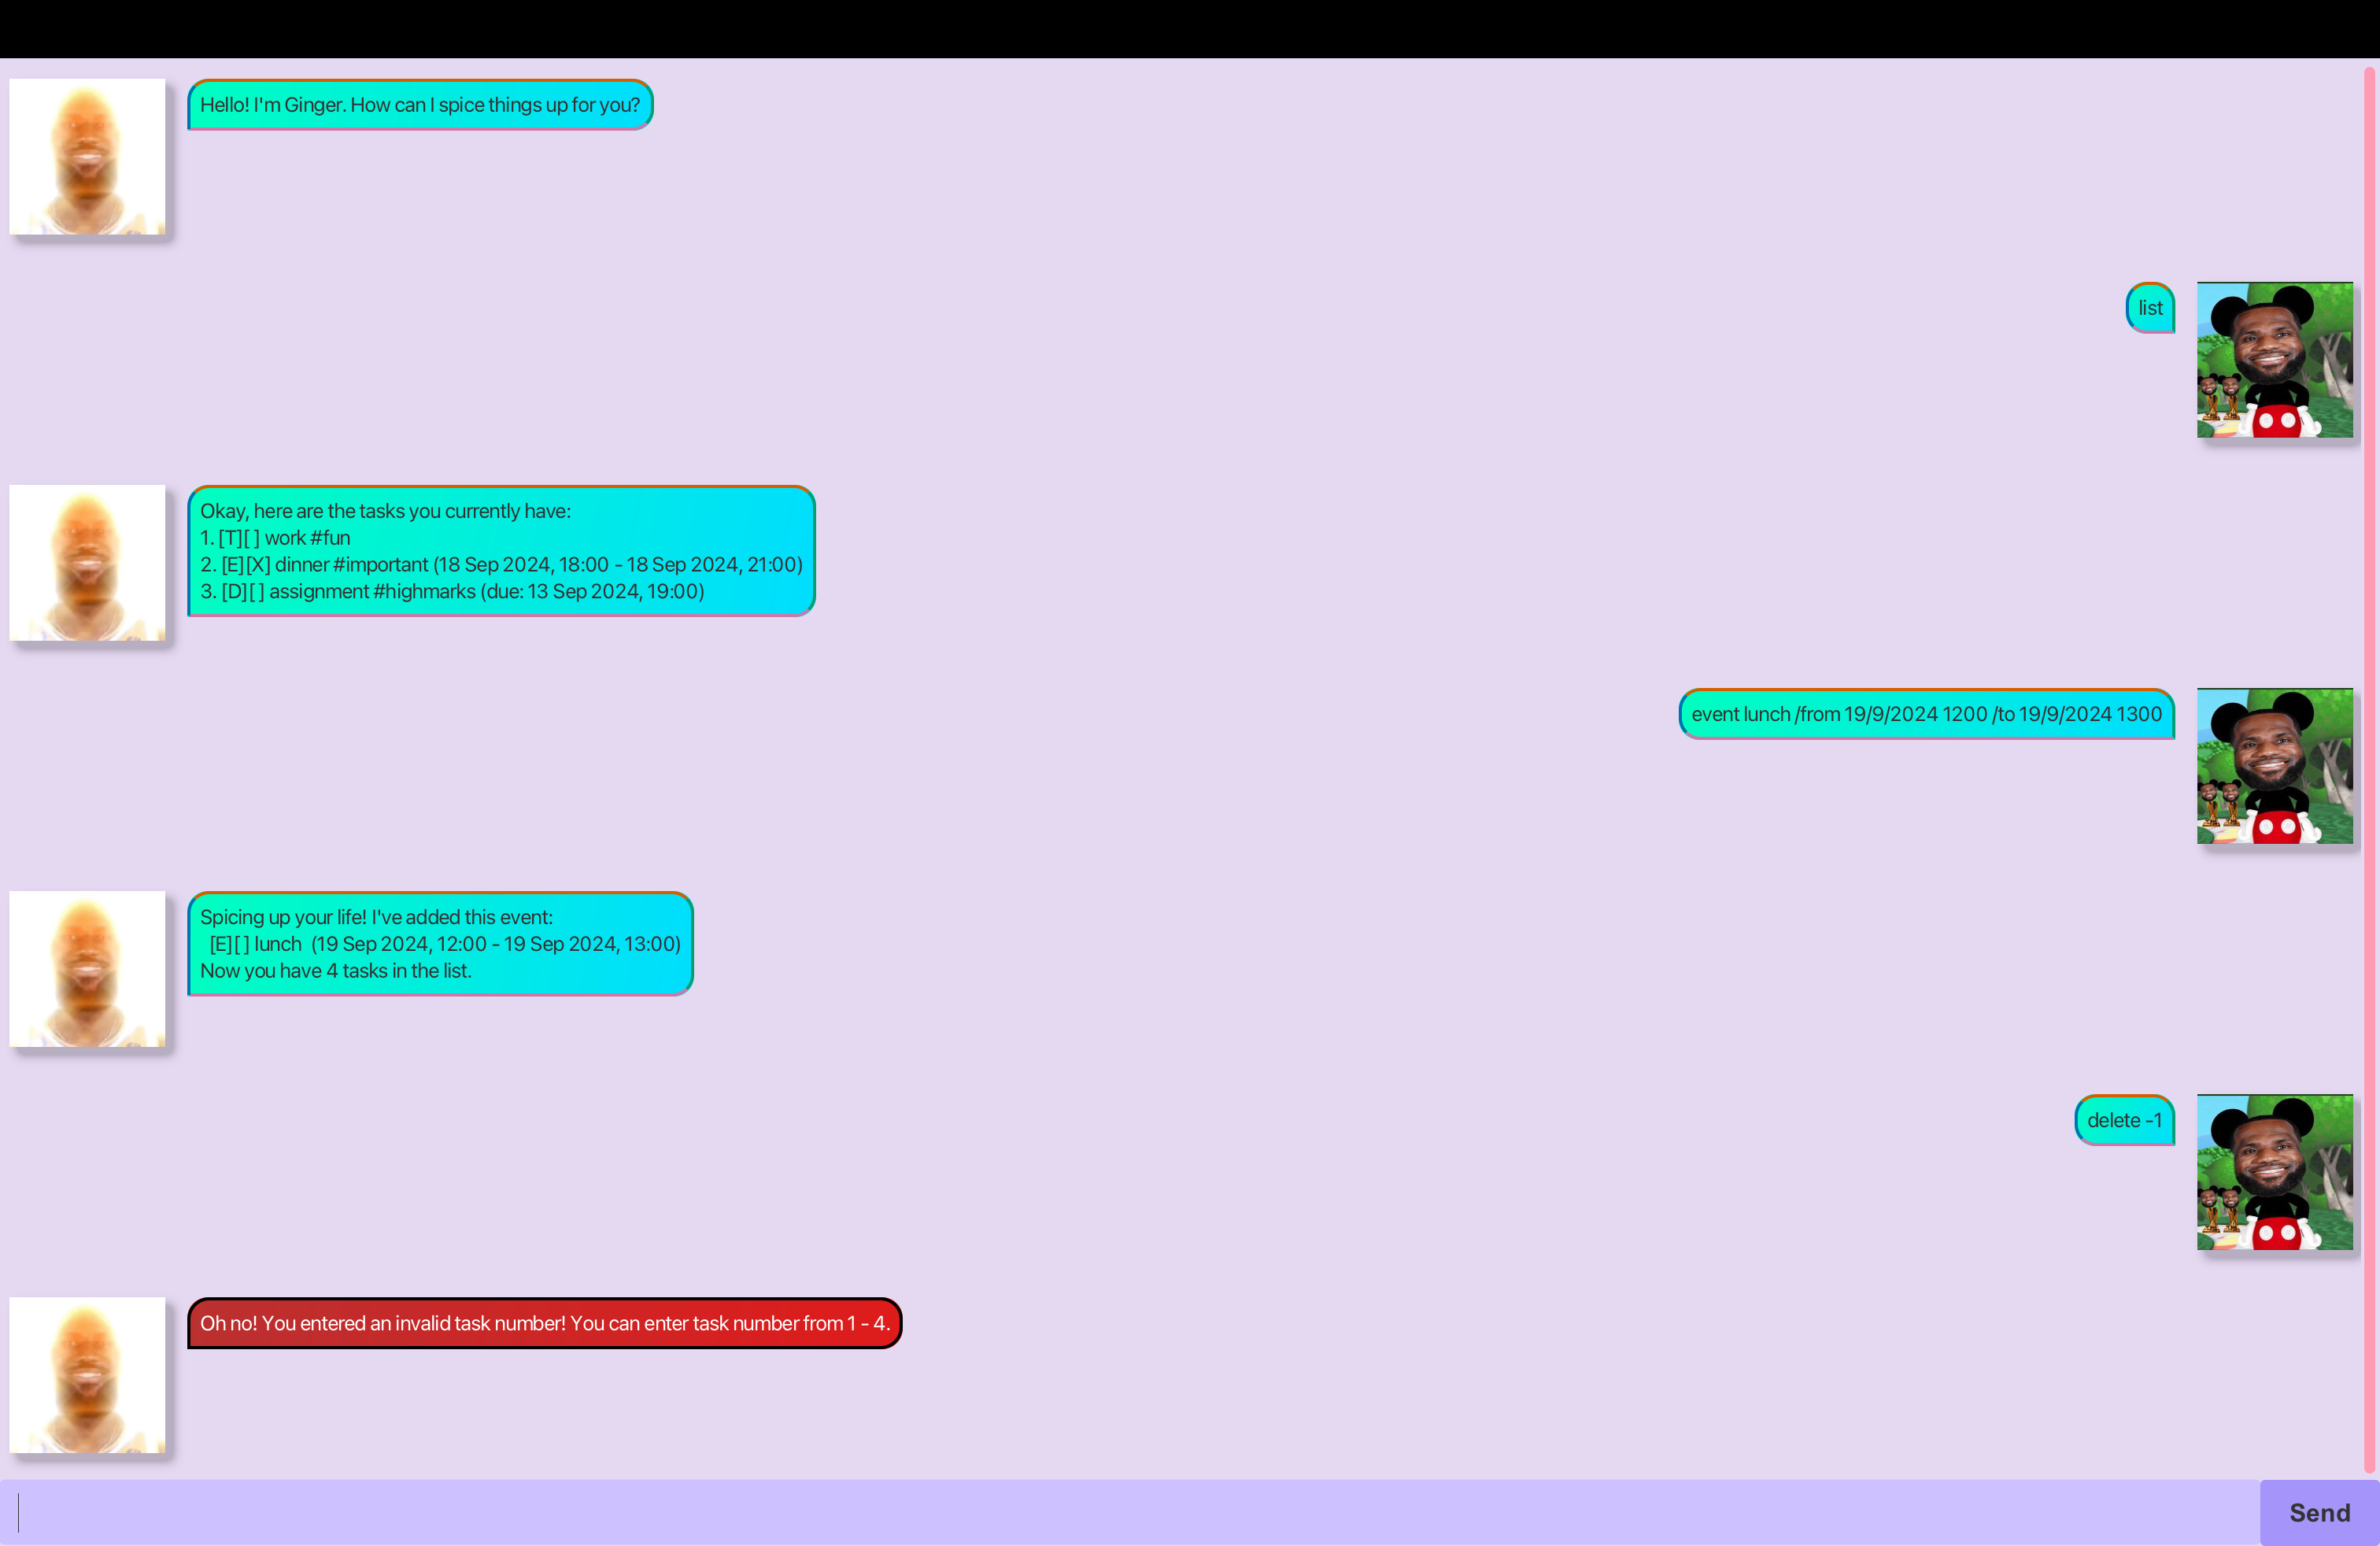 Hello! I'm Ginger. How can I spice things up for you?
list
Okay, here are the tasks you currently have:
1. [T][ ] work #fun
2. [E][X] dinner #important (18 Sep 2024, 18:00 - 18 Sep 2024, 21:00)
3. [D][ ] assignment #highmarks (due: 13 Sep 2024, 19:00)
event lunch /from 19/9/2024 1200 /to 19/9/2024 1300
Spicing up your life! I've added this event:
[E][ ] lunch  (19 Sep 2024, 12:00 - 19 Sep 2024, 13:00)
Now you have 4 tasks in the list.
delete -1
Oh no! You entered an invalid task number! You can enter task number from 1 - 4.
Send